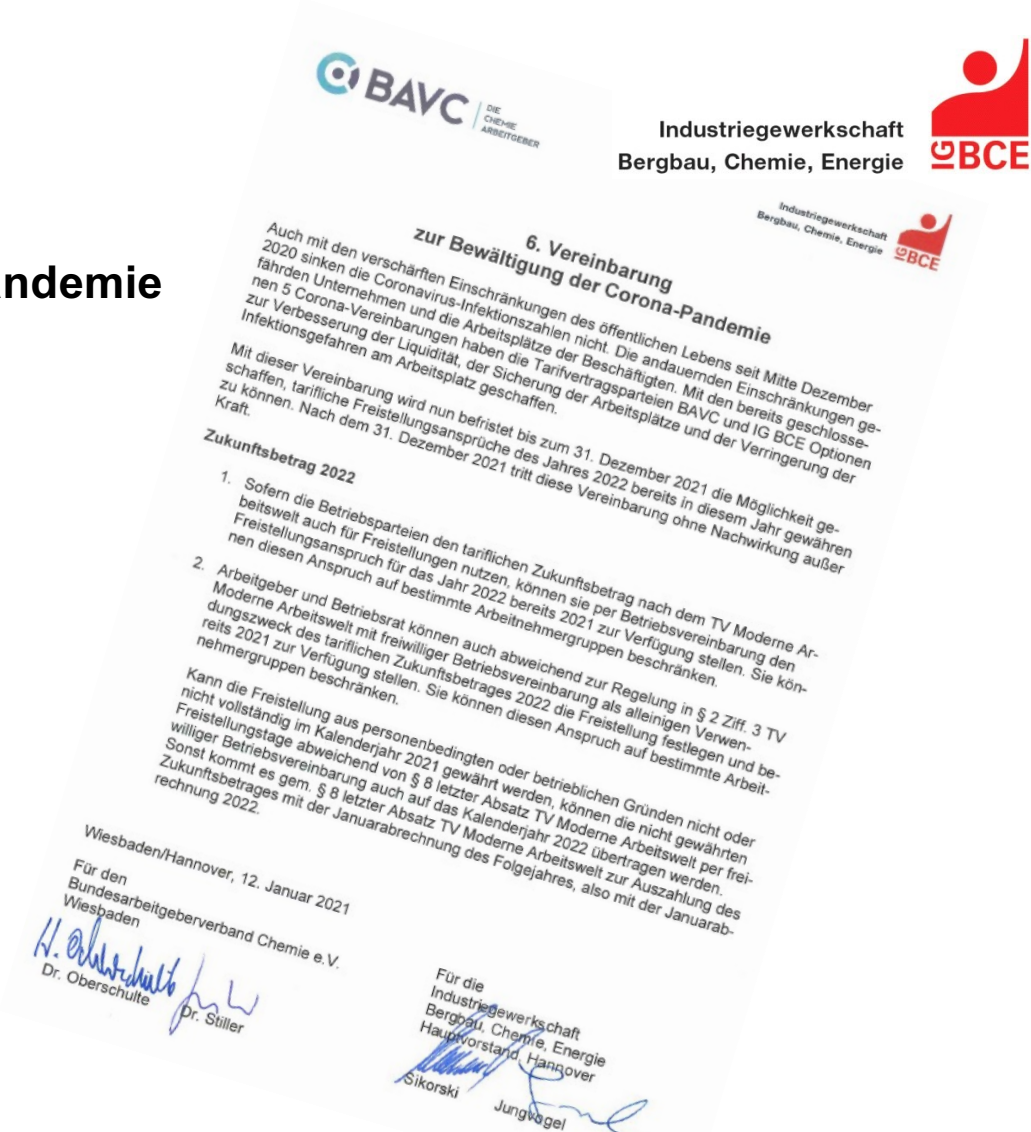 BAVC
DIE
CHEMIE
ARBEITGEBER
Industriegewerkschaft
Bergbau, Chemie, Energie
IGBCE
Industriegewerkschaft
Bergbau, Chemie, Energie
IGBCE
ndemie
6. Vereinbarung
zur Bewältigung der Corona-Pandemie
Auch mit den verschärften Einschränkungen des öffentlichen Lebens seit Mitte Dezember
2020 sinken die Coronavirus-Infektionszahlen nicht. Die andauernden Einschränkungen ge-
fährden Unternehmen und die Arbeitsplätze der Beschäftigten. Mit den bereits geschlosse-
nen 5 Corona-Vereinbarungen haben die Tarifvertragsparteien BAVC und IG BCE Optionen
zur Verbesserung der Liquidität, der Sicherung der Arbeitsplätze und der Verringerung der
Infektionsgefahren am Arbeitsplatz geschaffen.
Mit dieser Vereinbarung wird nun befristet bis zum 31. Dezember 2021 die Möglichkeit ge-
schaffen, tarifliche Freistellungsansprüche des Jahres 2022 bereits in diesem Jahr gewähren
zu können. Nach dem 31. Dezember 2021 tritt diese Vereinbarung ohne Nachwirkung außer
Kraft.
Zukunftsbetrag 2022
1. Sofern die Betriebsparteien den tariflichen Zukunftsbetrag nach dem TV Moderne Ar-
beitswelt auch für Freistellungen nutzen, können sie per Betriebsvereinbarung den
Freistellungsanspruch für das Jahr 2022 bereits 2021 zur Verfügung stellen. Sie kön-
nen diesen Anspruch auf bestimmte Arbeitnehmergruppen beschränken.
2. Arbeitgeber und Betriebsrat können auch abweichend zur Regelung in § 2 Ziff. 3 TV
Moderne Arbeitswelt mit freiwilliger Betriebsvereinbarung als alleinigen Verwen-
dungszweck des tariflichen Zukunftsbetrages 2022 die Freistellung festlegen und be-
reits 2021 zur Verfügung stellen. Sie können diesen Anspruch auf bestimmte Arbeit-
nehmergruppen beschränken.
Kann die Freistellung aus personenbedingten oder betrieblichen Gründen nicht oder
nicht vollständig im Kalenderjahr 2021 gewährt werden, können die nicht gewährten
Freistellungstage abweichend von § 8 letzter Absatz TV Moderne Arbeitswelt per frei-
williger Betriebsvereinbarung auch auf das Kalenderjahr 2022 übertragen werden.
Sonst kommt es gem. § 8 letzter Absatz TV Moderne Arbeitswelt zur Auszahlung des
Zukunftsbetrages mit der Januarabrechnung des Folgejahres, also mit der Januarab-
rechnung 2022.
Wiesbaden/Hannover, 12. Januar 2021
Für den
Bundesarbeitgeberverband Chemie e.V.
Wiesbaden
Dr. Oberschulte Dr. Stiller
Für die
Industriegewerkschaft
Bergbau, Chemie, Energie
Hauptvorstand, Hannover
Sikorski Jungvogel